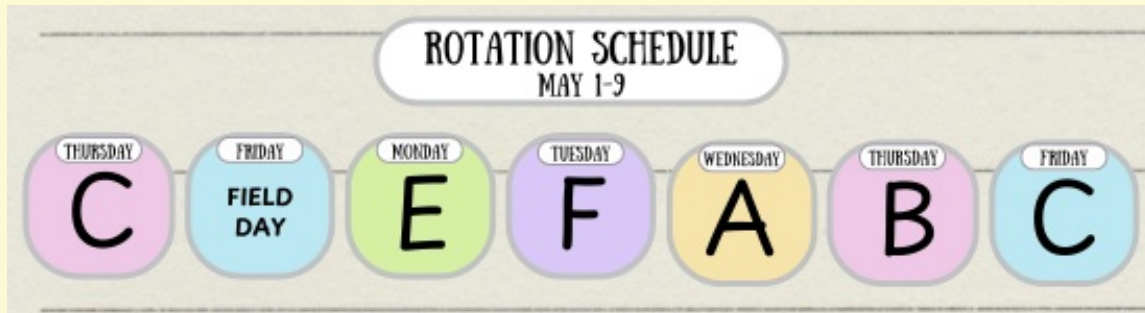 ROTATION SCHEDULE
MAY 1-9
THURSDAY
C
FRIDAY
FIELD
DAY
MONDAY
E
TUESDAY
F
WEDNESDAY
A
THURSDAY
B
FRIDAY
C